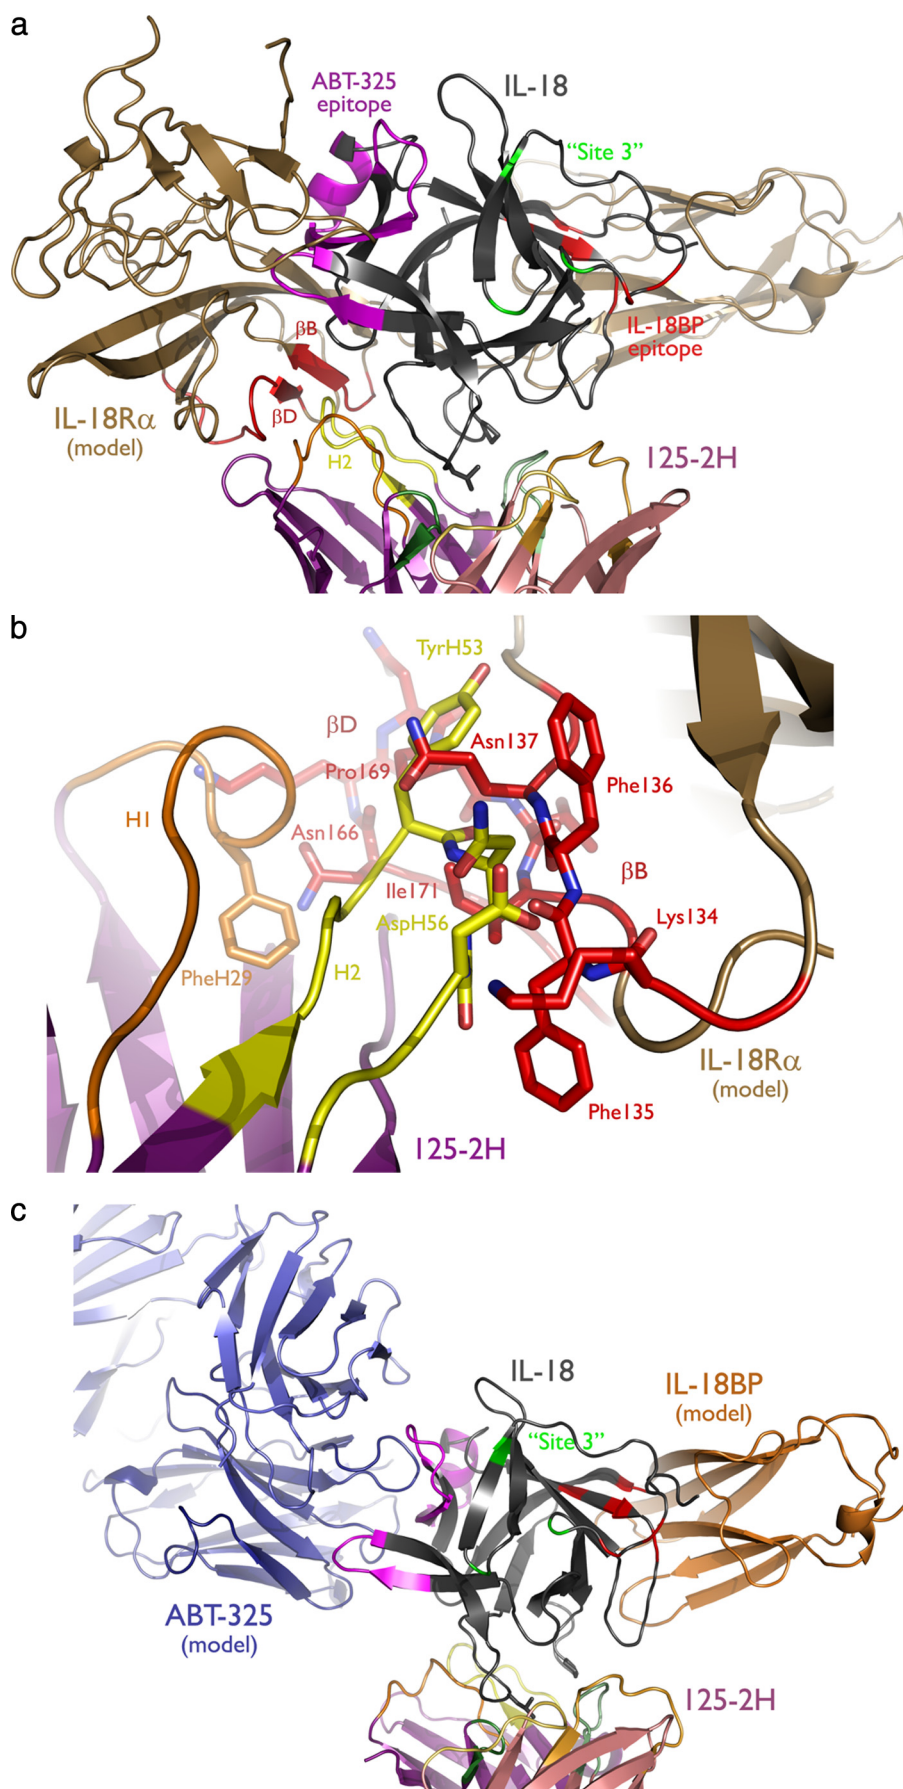 a
ABT-325
epitope
IL-18
"Site 3"
βB
IL-18BP
epitope
IL-18Rα
(model)
βD
H2
125-2H
b
TyrH53
βD
Asn137
Pro169
Phe136
H1
Asn166
Ile171
βB
AspH56
Lys134
PheH29
H2
IL-18Rα
(model)
Phe135
125-2H
c
IL-18
IL-18BP
(model)
"Site 3"
ABT-325
(model)
125-2H